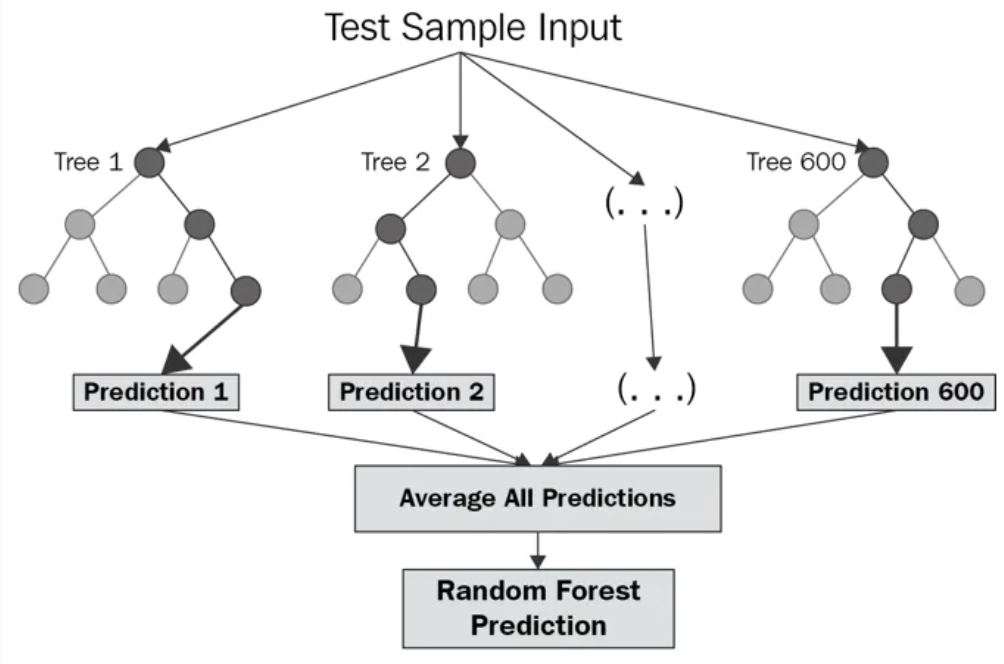 Test Sample Input
Tree 1
Tree 2
Tree 600
(. . .)
Prediction 1
Prediction 2
(. . .)
Prediction 600
Average All Predictions
Random Forest
Prediction